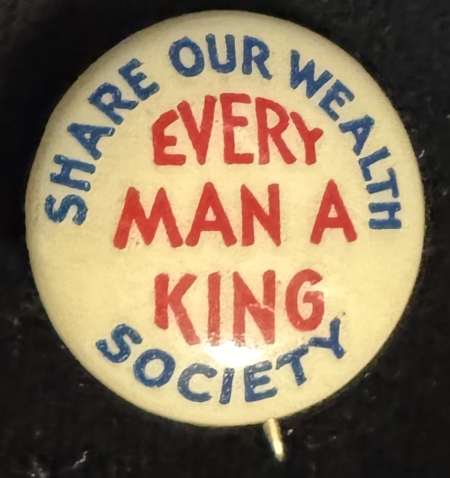 SHARE OUR WEALTH
EVERY
MAN A
KING
SOCIETY